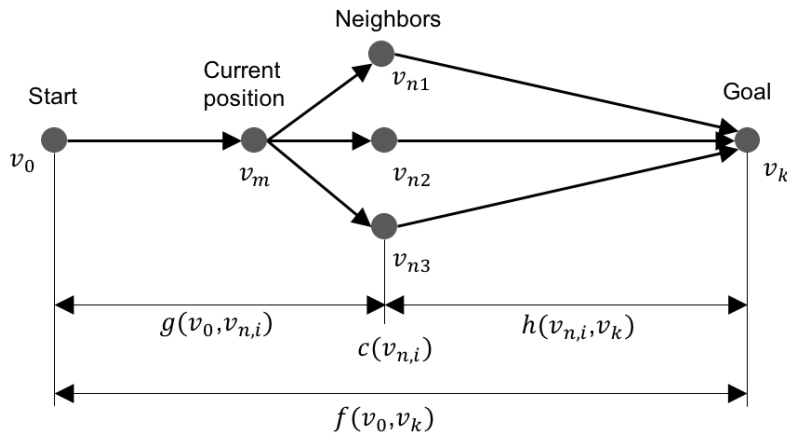 Neighbors
Current
position
Start
Goal
v_{n1}
v_0
v_m
v_{n2}
v_k
v_{n3}
g(v_0,v_{n,i})
h(v_{n,i},v_k)
c(v_{n,i})
f(v_0,v_k)